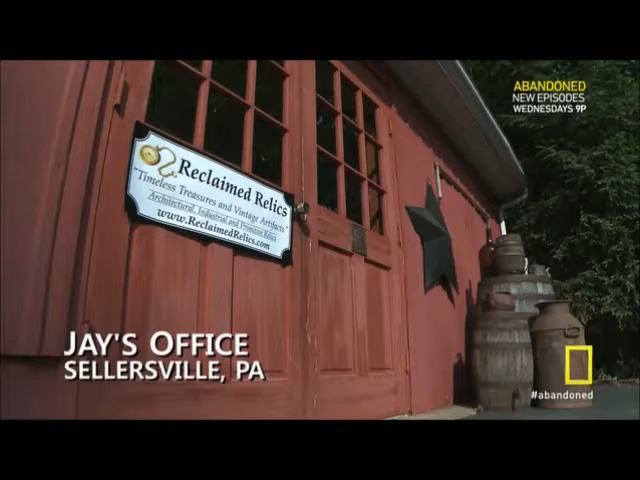 ABANDONED
NEW EPISODES
WEDNESDAYS 9P
Reclaimed Relics
"Timeless Treasures and Vintage Artifacts"
Architectural, Industrial and Primitive Relics
www.ReclaimedRelics.com
JAY'S OFFICE
SELLERSVILLE, PA
#abandoned